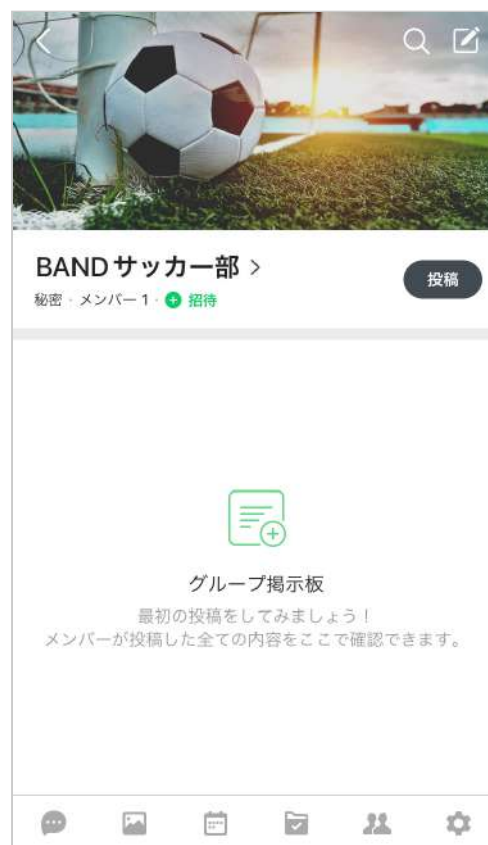 BANDサッカー部 >
投稿
秘密 · メンバー 1 · 招待
グループ掲示板
最初の投稿をしてみましょう！
メンバーが投稿した全ての内容をここで確認できます。